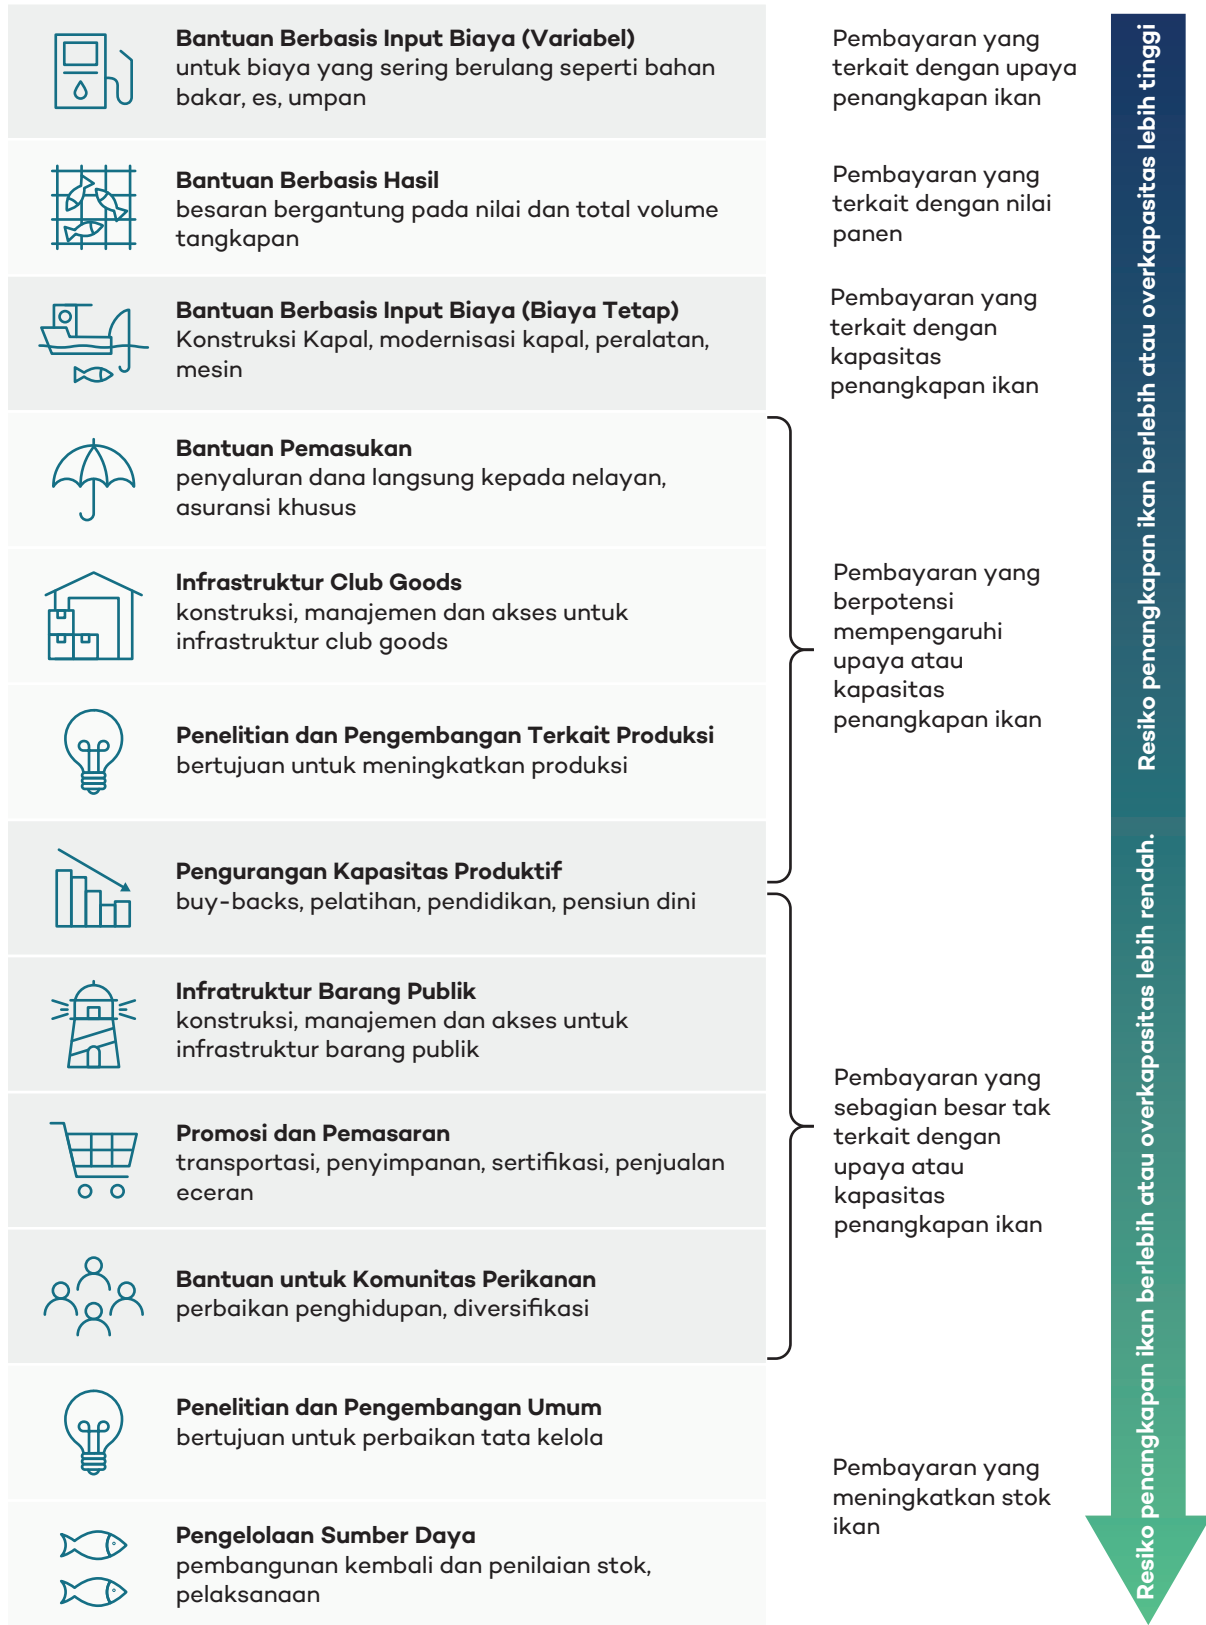 Bantuan Berbasis Input Biaya (Variabel)
untuk biaya yang sering berulang seperti bahan
bakar, es, umpan
Pembayaran yang
terkait dengan upaya
penangkapan ikan
Bantuan Berbasis Hasil
besaran bergantung pada nilai dan total volume
tangkapan
Pembayaran yang
terkait dengan nilai
panen
Bantuan Berbasis Input Biaya (Biaya Tetap)
Konstruksi Kapal, modernisasi kapal, peralatan,
mesin
Pembayaran yang
terkait dengan
kapasitas
penangkapan ikan
Bantuan Pemasukan
penyaluran dana langsung kepada nelayan,
asuransi khusus
Infrastruktur Club Goods
konstruksi, manajemen dan akses untuk
infrastruktur club goods
Penelitian dan Pengembangan Terkait Produksi
bertujuan untuk meningkatkan produksi
Pembayaran yang
berpotensi
mempengaruhi
upaya atau
kapasitas
penangkapan ikan
Pengurangan Kapasitas Produktif
buy-backs, pelatihan, pendidikan, pensiun dini
Infratruktur Barang Publik
konstruksi, manajemen dan akses untuk
infrastruktur barang publik
Promosi dan Pemasaran
transportasi, penyimpanan, sertifikasi, penjualan
eceran
Bantuan untuk Komunitas Perikanan
perbaikan penghidupan, diversifikasi
Pembayaran yang
sebagian besar tak
terkait dengan
upaya atau
kapasitas
penangkapan ikan
Penelitian dan Pengembangan Umum
bertujuan untuk perbaikan tata kelola
Pengelolaan Sumber Daya
pembangunan kembali dan penilaian stok,
pelaksanaan
Pembayaran yang
meningkatkan stok
ikan
Resiko penangkapan ikan berlebih atau overkapasitas lebih tinggi
Resiko penangkapan ikan berlebih atau overkapasitas lebih rendah.